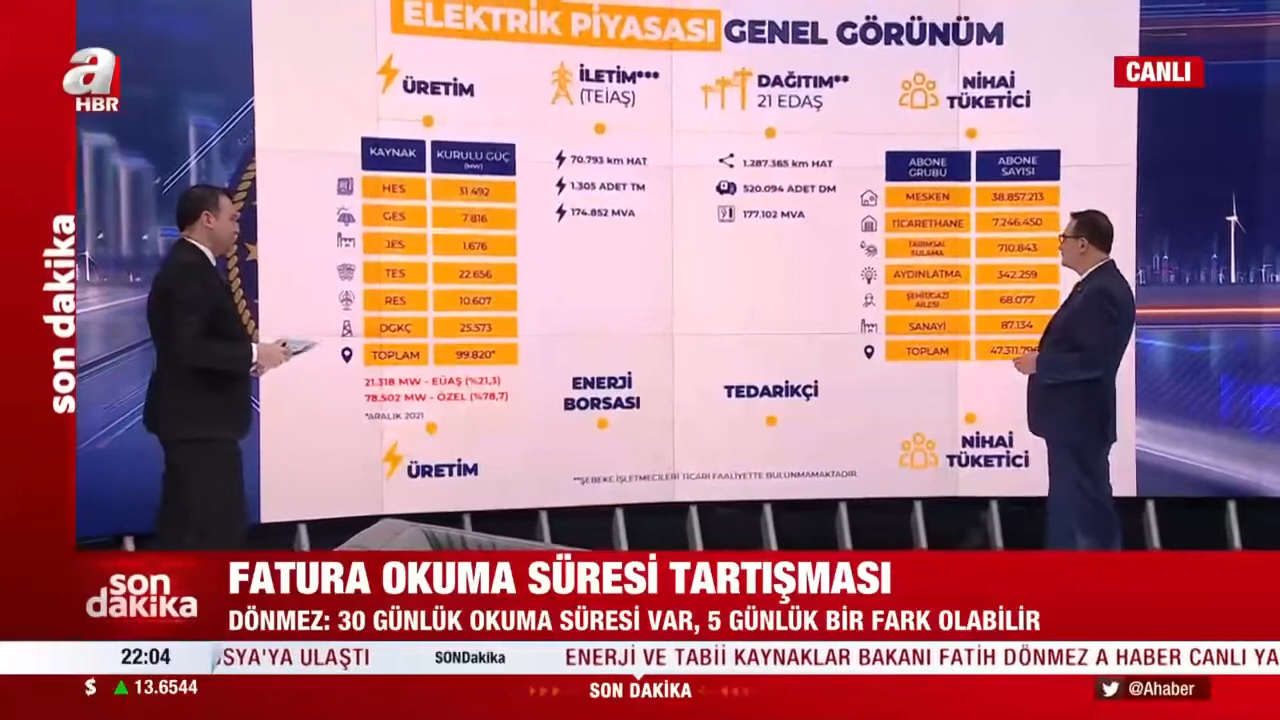 ELEKTRİK PİYASASI GENEL GÖRÜNÜM
a
HBR
CANLI
ÜRETİM
İLETİM***
(TEİAŞ)
DAĞITIM**
21 EDAŞ
NİHAİ
TÜKETİCİ
KAYNAK
KURULU GÜÇ
(MW)
HES 31.492
GES 7.816
JES 1.676
TES 22.656
RES 10.607
DGKÇ 25.573
TOPLAM 99.820*
21.318 MW - EÜAŞ (%21,3)
78.502 MW - ÖZEL (%78,7)
*ARALIK 2021
70.793 km HAT
1.305 ADET TM
174.852 MVA
1.287.365 km HAT
520.094 ADET DM
177.102 MVA
ABONE
GRUBU
ABONE
SAYISI
MESKEN 38.857.213
TİCARETHANE 7.246.450
TARIMSAL
SULAMA
710.843
AYDINLATMA 342.259
ŞEHİT/GAZİ
AİLESİ
68.077
SANAYİ 87.134
TOPLAM 47.311.796
ENERJİ
BORSASI
TEDARİKÇİ
ÜRETİM
NİHAİ
TÜKETİCİ
**ŞEBEKE İŞLETMECİLERİ TİCARİ FAALİYETTE BULUNMAMAKTADIR
son dakika
son
dakika
FATURA OKUMA SÜRESİ TARTIŞMASI
DÖNMEZ: 30 GÜNLÜK OKUMA SÜRESİ VAR, 5 GÜNLÜK BİR FARK OLABİLİR
22:04
SYA'YA ULAŞTI
SONDakika
ENERJİ VE TABİİ KAYNAKLAR BAKANI FATİH DÖNMEZ A HABER CANLI YA
$ 13.6544
SON DAKİKA
@Ahaber